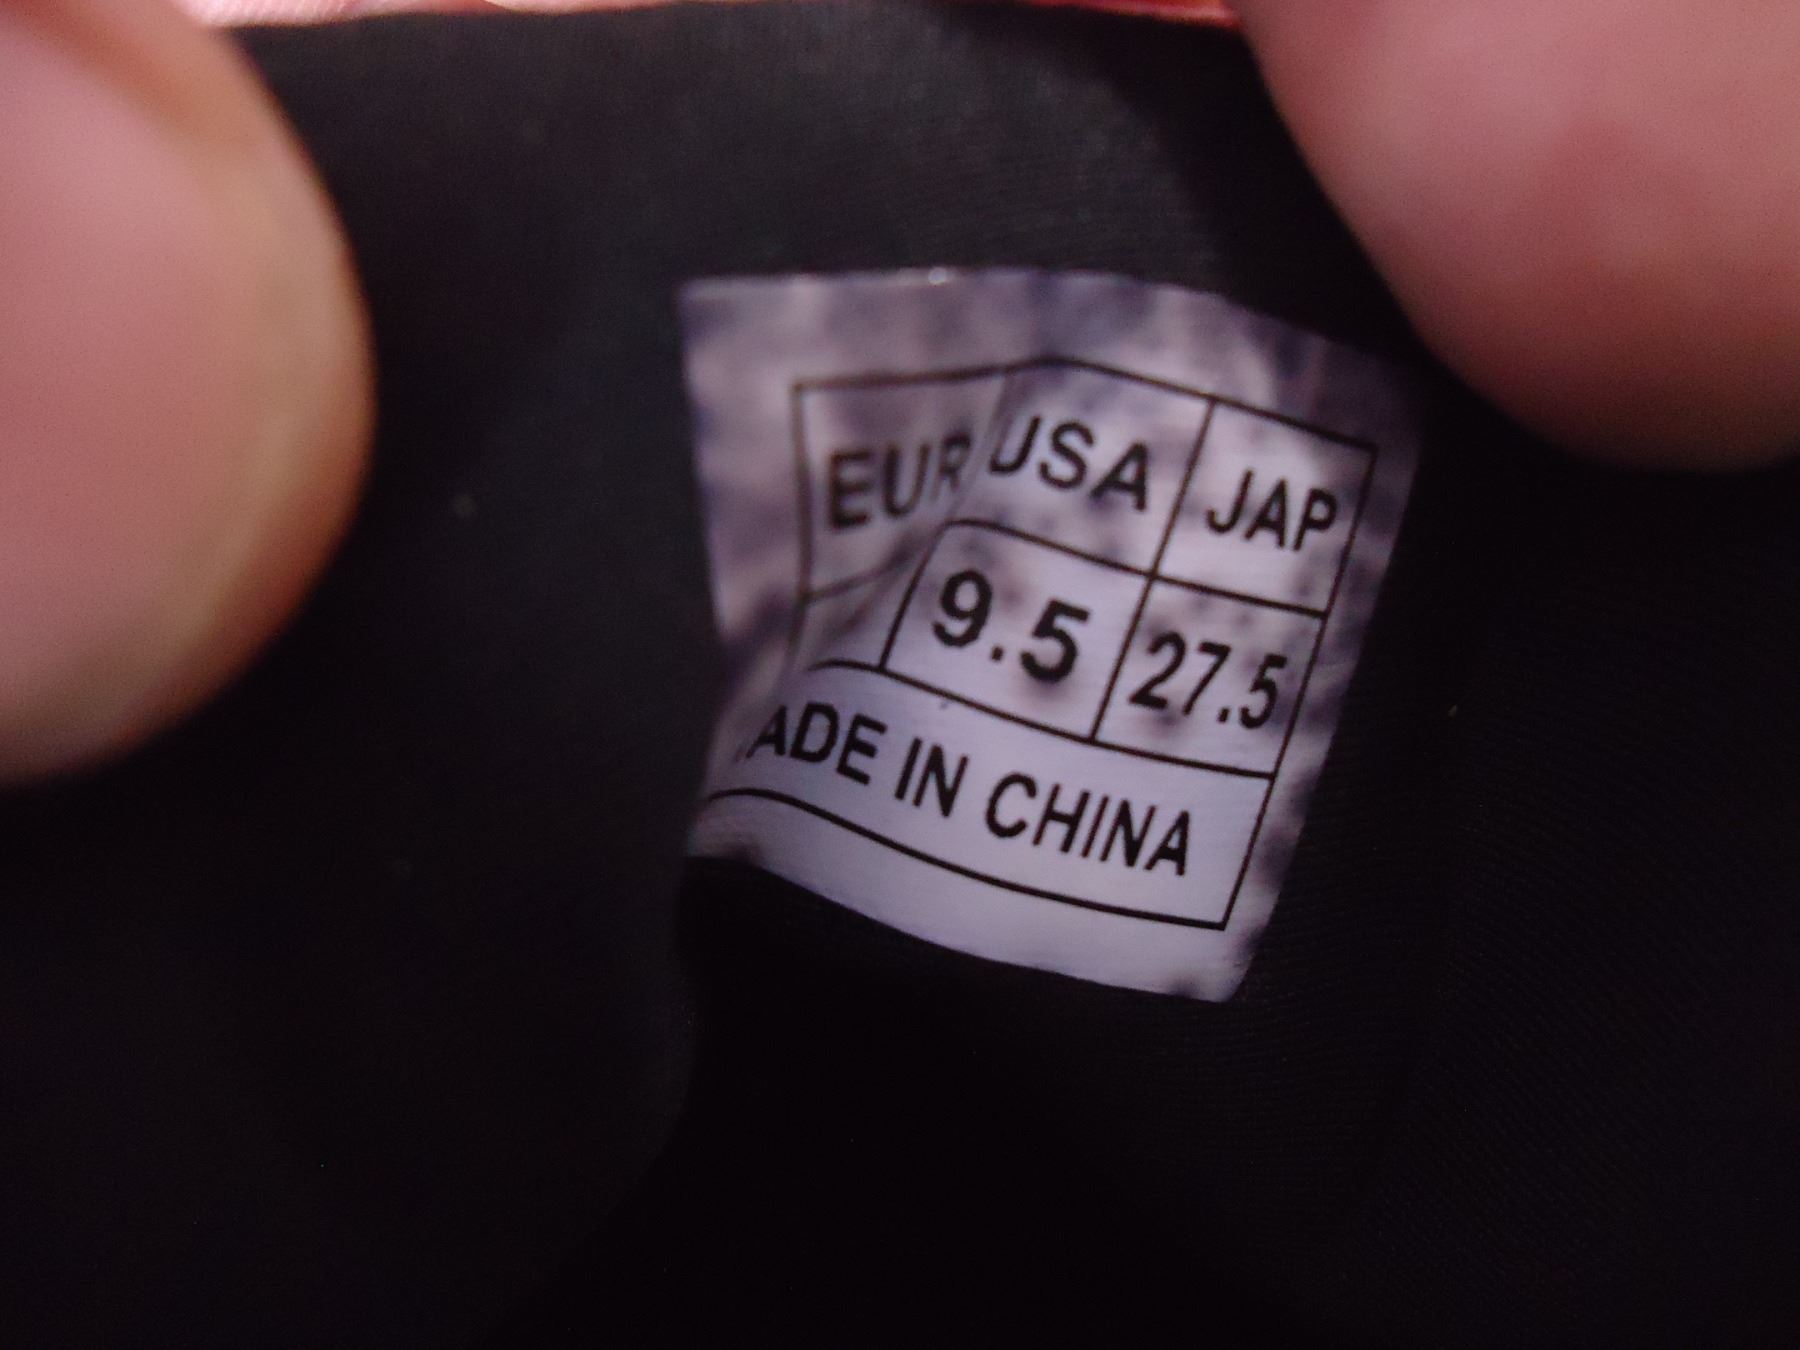 EUR USA JAP
9.5 27.5
ADE IN CHINA